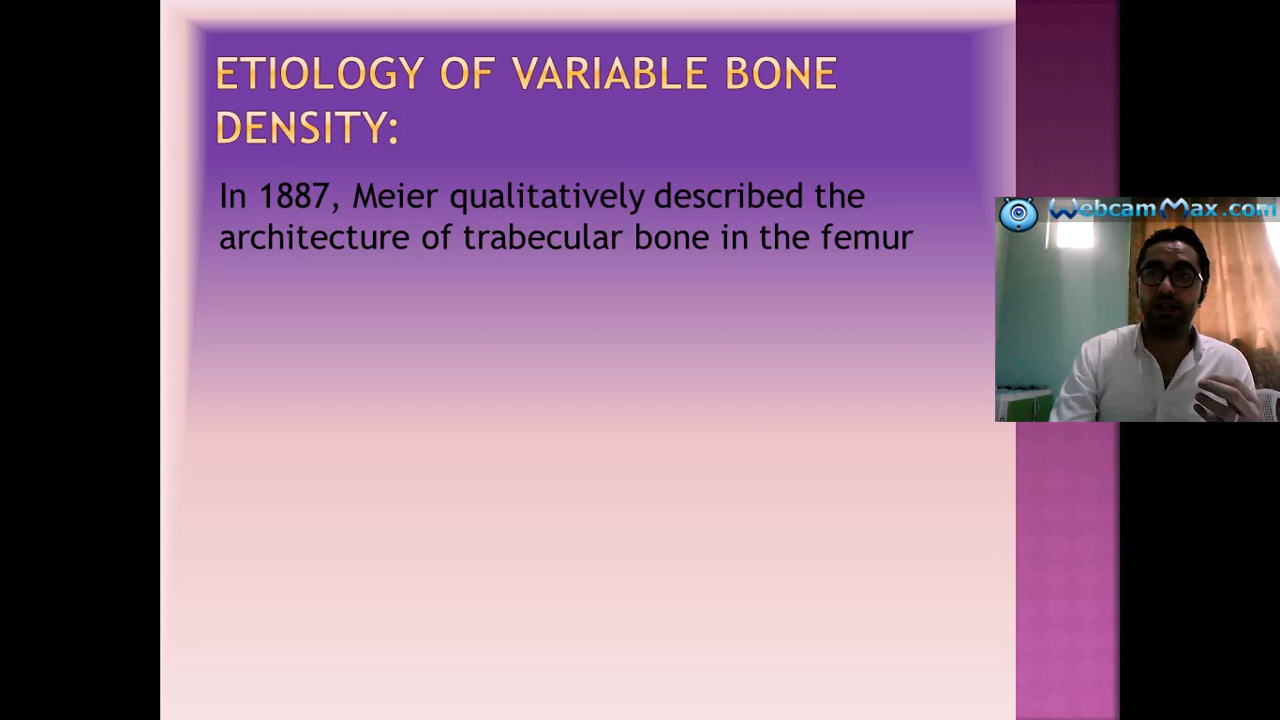 ETIOLOGY OF VARIABLE BONE
DENSITY:
In 1887, Meier qualitatively described the
architecture of trabecular bone in the femur
WebcamMax.com